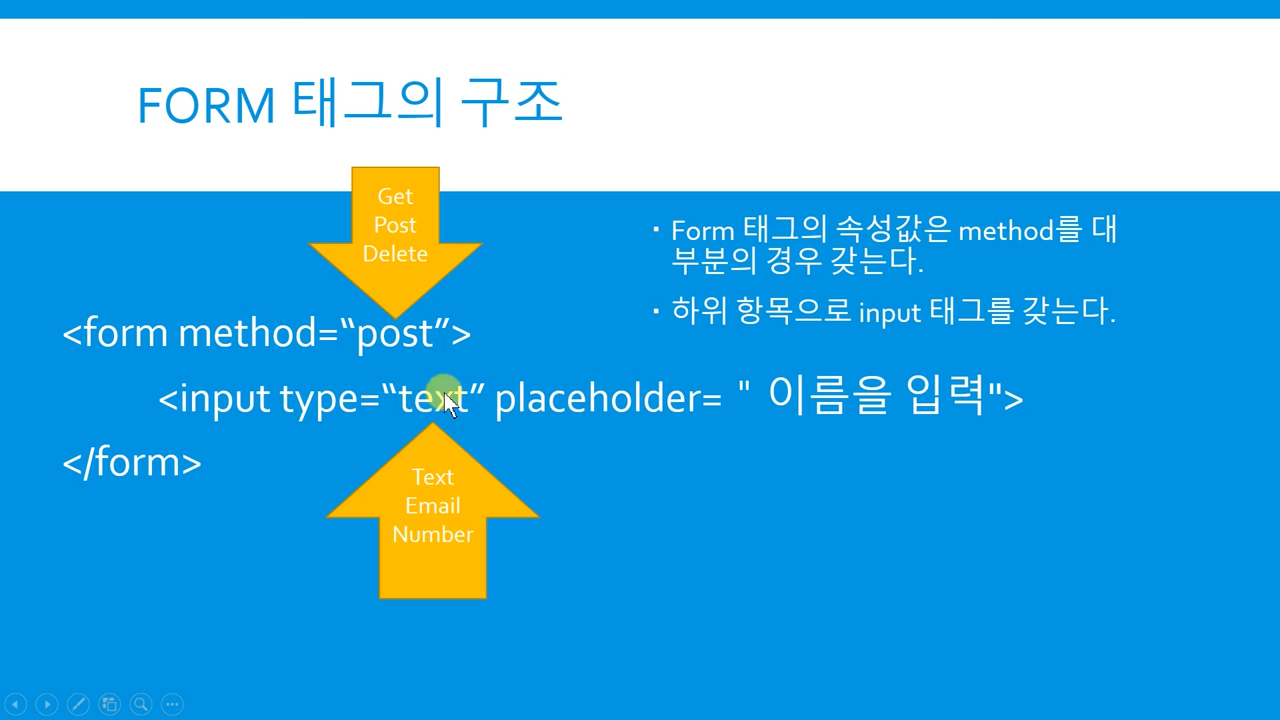 FORM 태그의 구조
Get
Post
Delete
▪ Form 태그의 속성값은 method를 대
부분의 경우 갖는다.
▪ 하위 항목으로 input 태그를 갖는다.
<form method=“post”>
<input type=“text” placeholder= " 이름을 입력">
</form>
Text
Email
Number